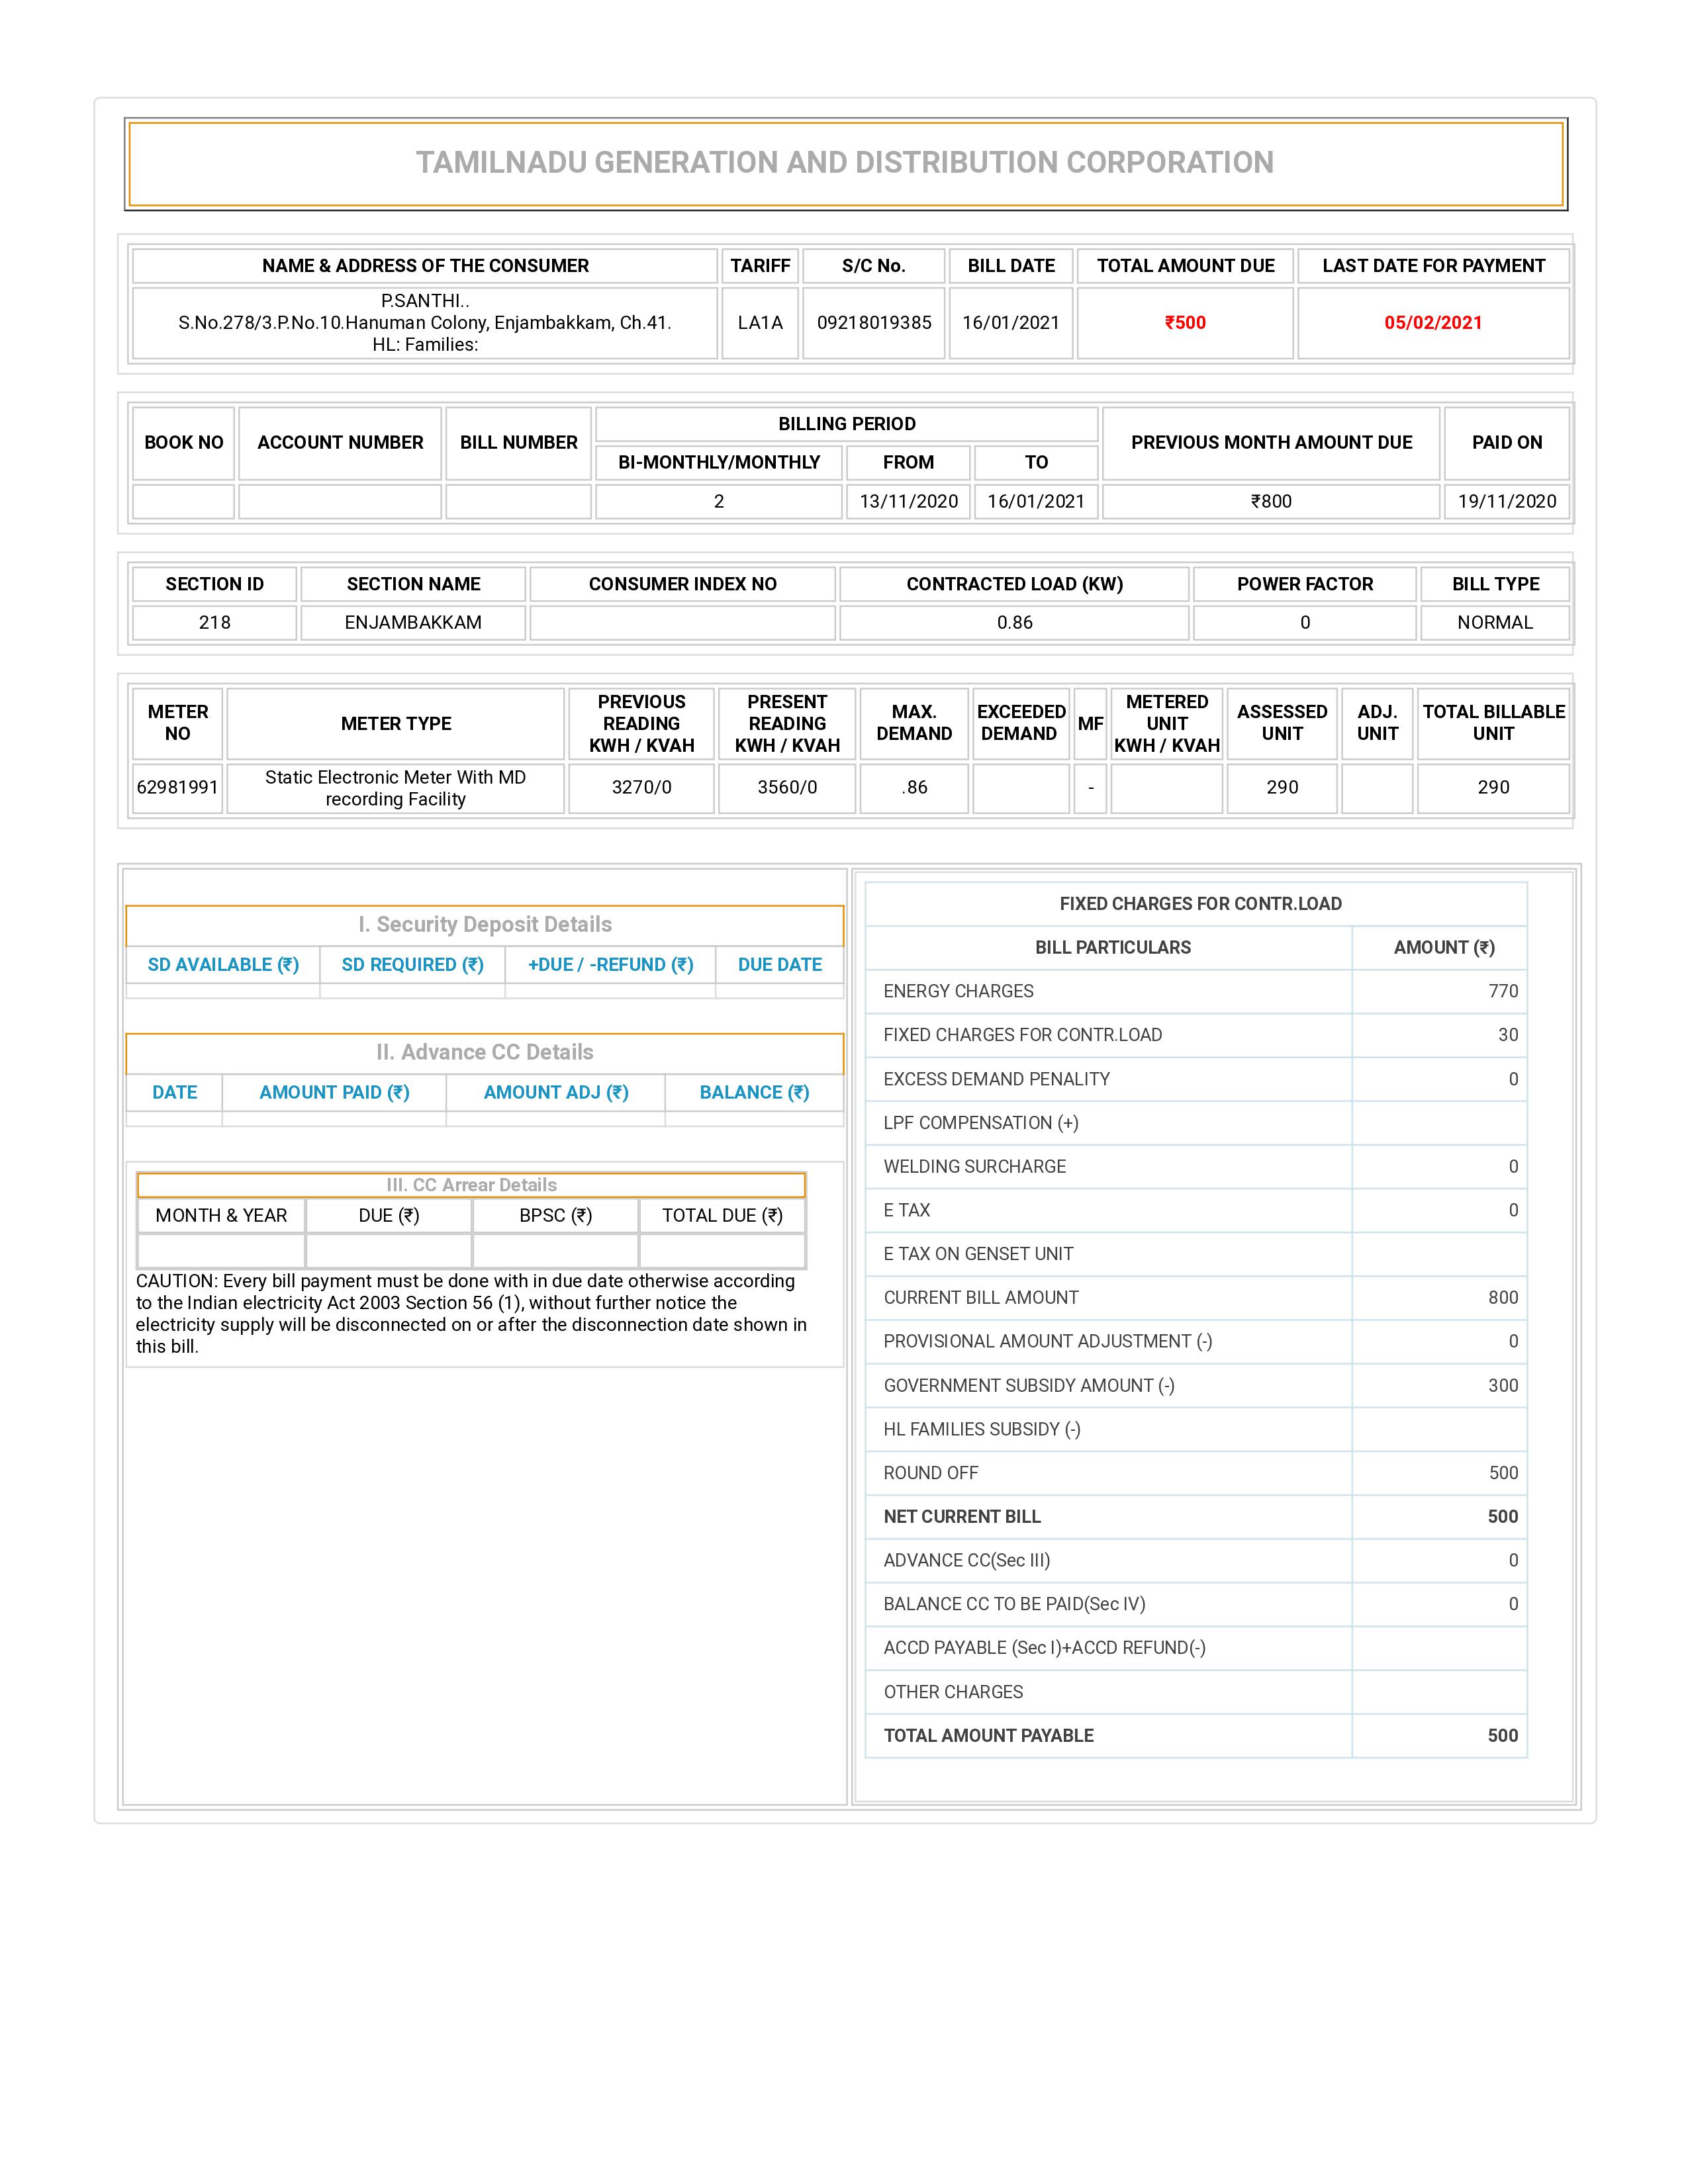 TAMILNADU GENERATION AND DISTRIBUTION CORPORATION
NAME & ADDRESS OF THE CONSUMER TARIFF S/C No. BILL DATE TOTAL AMOUNT DUE LAST DATE FOR PAYMENT
P.SANTHI..
S.No.278/3.P.No.10.Hanuman Colony, Enjambakkam, Ch.41. LA1A 09218019385 16/01/2021 ₹500 05/02/2021
HL: Families:
BILLING PERIOD
BOOK NO ACCOUNT NUMBER BILL NUMBER PREVIOUS MONTH AMOUNT DUE PAID ON
BI-MONTHLY/MONTHLY FROM TO
2 13/11/2020 16/01/2021 ₹800 19/11/2020
SECTION ID SECTION NAME CONSUMER INDEX NO CONTRACTED LOAD (KW) POWER FACTOR BILL TYPE
218 ENJAMBAKKAM 0.86 0 NORMAL
METER NO METER TYPE PREVIOUS READING KWH / KVAH PRESENT READING KWH / KVAH MAX. DEMAND EXCEEDED DEMAND MF METERED UNIT KWH / KVAH ASSESSED UNIT ADJ. UNIT TOTAL BILLABLE UNIT
62981991 Static Electronic Meter With MD recording Facility 3270/0 3560/0 .86 - 290 290
I. Security Deposit Details
SD AVAILABLE (₹) SD REQUIRED (₹) +DUE / -REFUND (₹) DUE DATE
II. Advance CC Details
DATE AMOUNT PAID (₹) AMOUNT ADJ (₹) BALANCE (₹)
III. CC Arrear Details
MONTH & YEAR DUE (₹) BPSC (₹) TOTAL DUE (₹)
CAUTION: Every bill payment must be done with in due date otherwise according
to the Indian electricity Act 2003 Section 56 (1), without further notice the
electricity supply will be disconnected on or after the disconnection date shown in
this bill.
FIXED CHARGES FOR CONTR.LOAD
BILL PARTICULARS AMOUNT (₹)
ENERGY CHARGES 770
FIXED CHARGES FOR CONTR.LOAD 30
EXCESS DEMAND PENALITY 0
LPF COMPENSATION (+)
WELDING SURCHARGE 0
E TAX 0
E TAX ON GENSET UNIT
CURRENT BILL AMOUNT 800
PROVISIONAL AMOUNT ADJUSTMENT (-) 0
GOVERNMENT SUBSIDY AMOUNT (-) 300
HL FAMILIES SUBSIDY (-)
ROUND OFF 500
NET CURRENT BILL 500
ADVANCE CC(Sec III) 0
BALANCE CC TO BE PAID(Sec IV) 0
ACCD PAYABLE (Sec I)+ACCD REFUND(-)
OTHER CHARGES
TOTAL AMOUNT PAYABLE 500